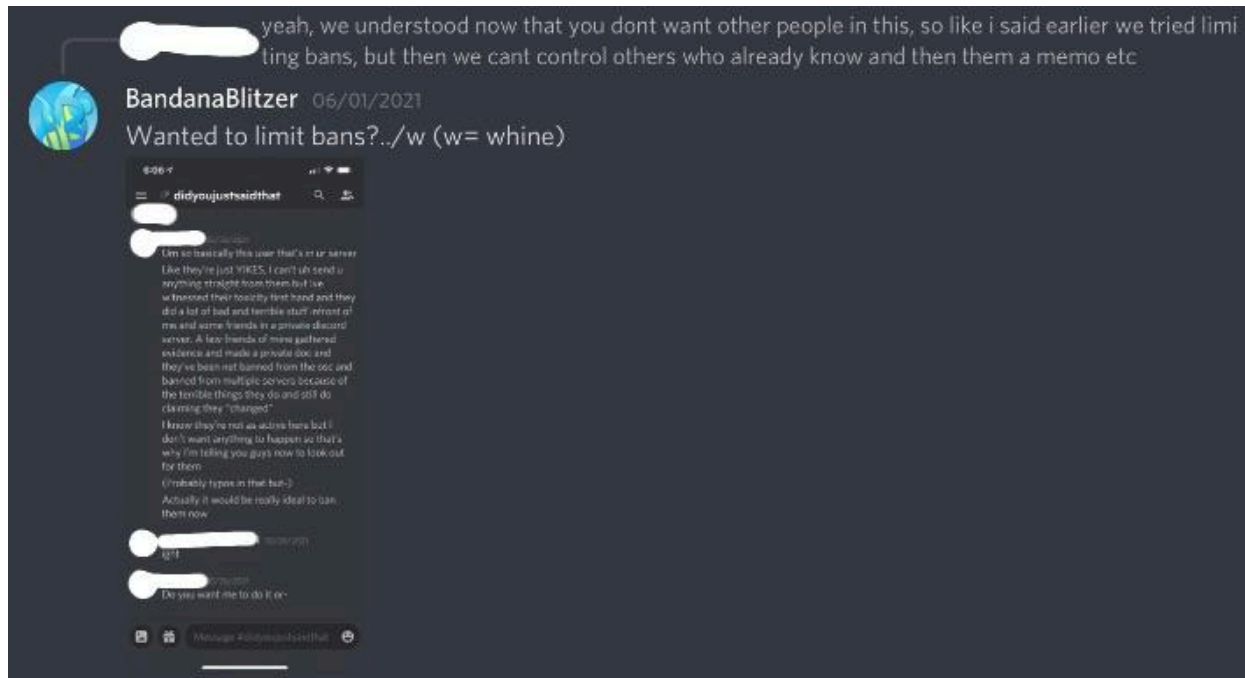 yeah, we understood now that you dont want other people in this, so like i said earlier we tried limi
ting bans, but then we cant control others who already know and then them a memo etc
BandanaBlitzer 06/01/2021
Wanted to limit bans?../w (w= whine)
6:06
didyoujustsaidthat
Um so basically this user that's in ur server
Like they're just YIKES, I can't uh send u
anything straight from them but ive
witnessed their toxicity first hand and they
did a lot of bad and terrible stuff infront of
me and some friends in a private discord
server. A few friends of mine gathered
evidence and made a private doc and
they've been not banned from the osc and
banned from multiple servers because of
the terrible things they do and still do
claiming they "changed"
I know they're not as active here but I
don't want anything to happen so that's
why I'm telling you guys now to look out
for them
(Probably typos in that but-)
Actually it would be really ideal to ban
them now
ight
Do you want me to do it or-
Message #didyoujustsaidthat